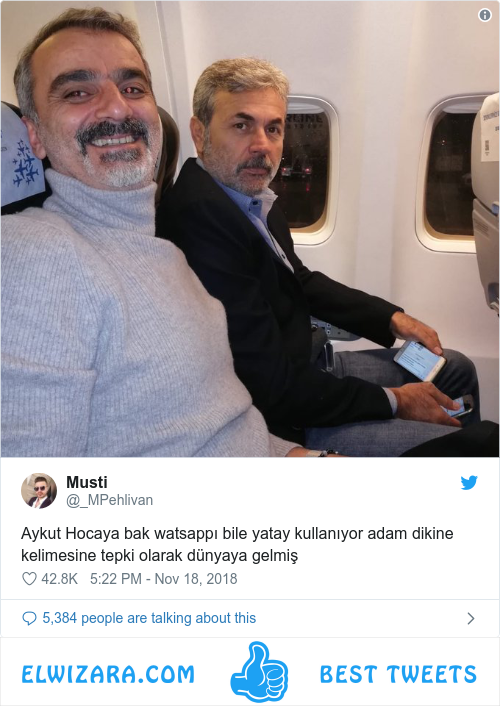 Musti
@_MPehlivan
Aykut Hocaya bak watsappı bile yatay kullanıyor adam dikine
kelimesine tepki olarak dünyaya gelmiş
42.8K 5:22 PM - Nov 18, 2018
5,384 people are talking about this
ELWIZARA.COM BEST TWEETS